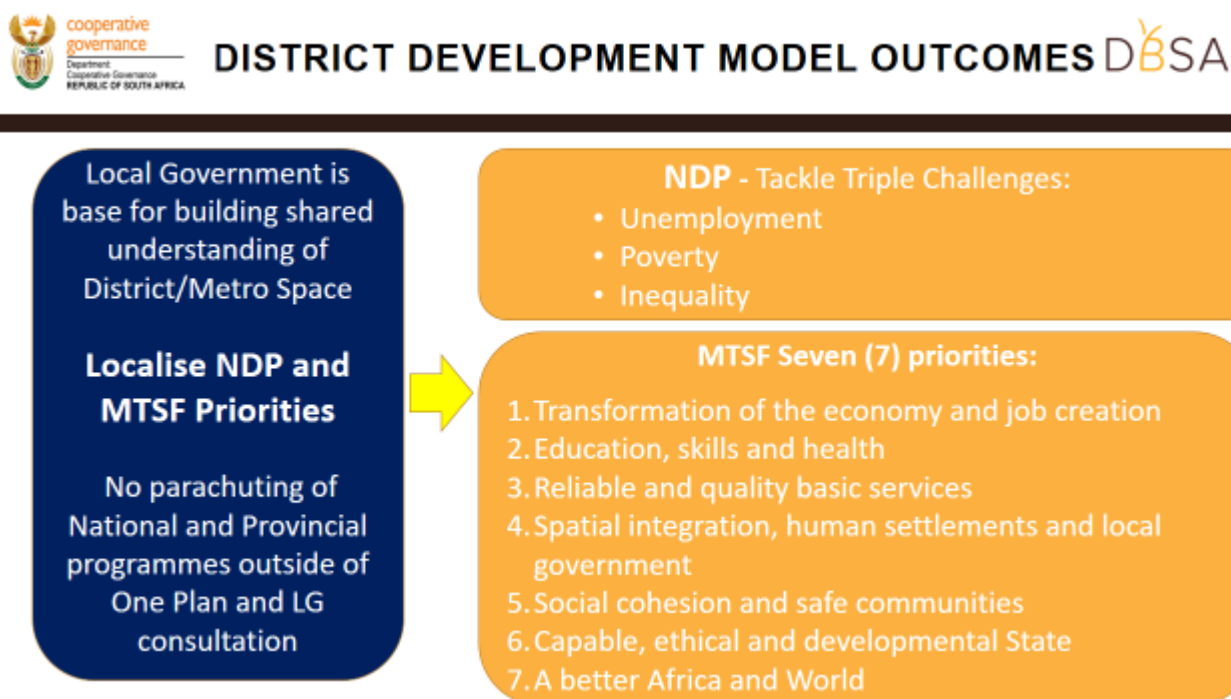 cooperative
governance
Department
Cooperative Governance
REPUBLIC OF SOUTH AFRICA
DISTRICT DEVELOPMENT MODEL OUTCOMES
DBSA
Local Government is
base for building shared
understanding of
District/Metro Space
Localise NDP and
MTSF Priorities
No parachuting of
National and Provincial
programmes outside of
One Plan and LG
consultation
NDP - Tackle Triple Challenges:
• Unemployment
• Poverty
• Inequality
MTSF Seven (7) priorities:
1. Transformation of the economy and job creation
2. Education, skills and health
3. Reliable and quality basic services
4. Spatial integration, human settlements and local
government
5. Social cohesion and safe communities
6. Capable, ethical and developmental State
7. A better Africa and World